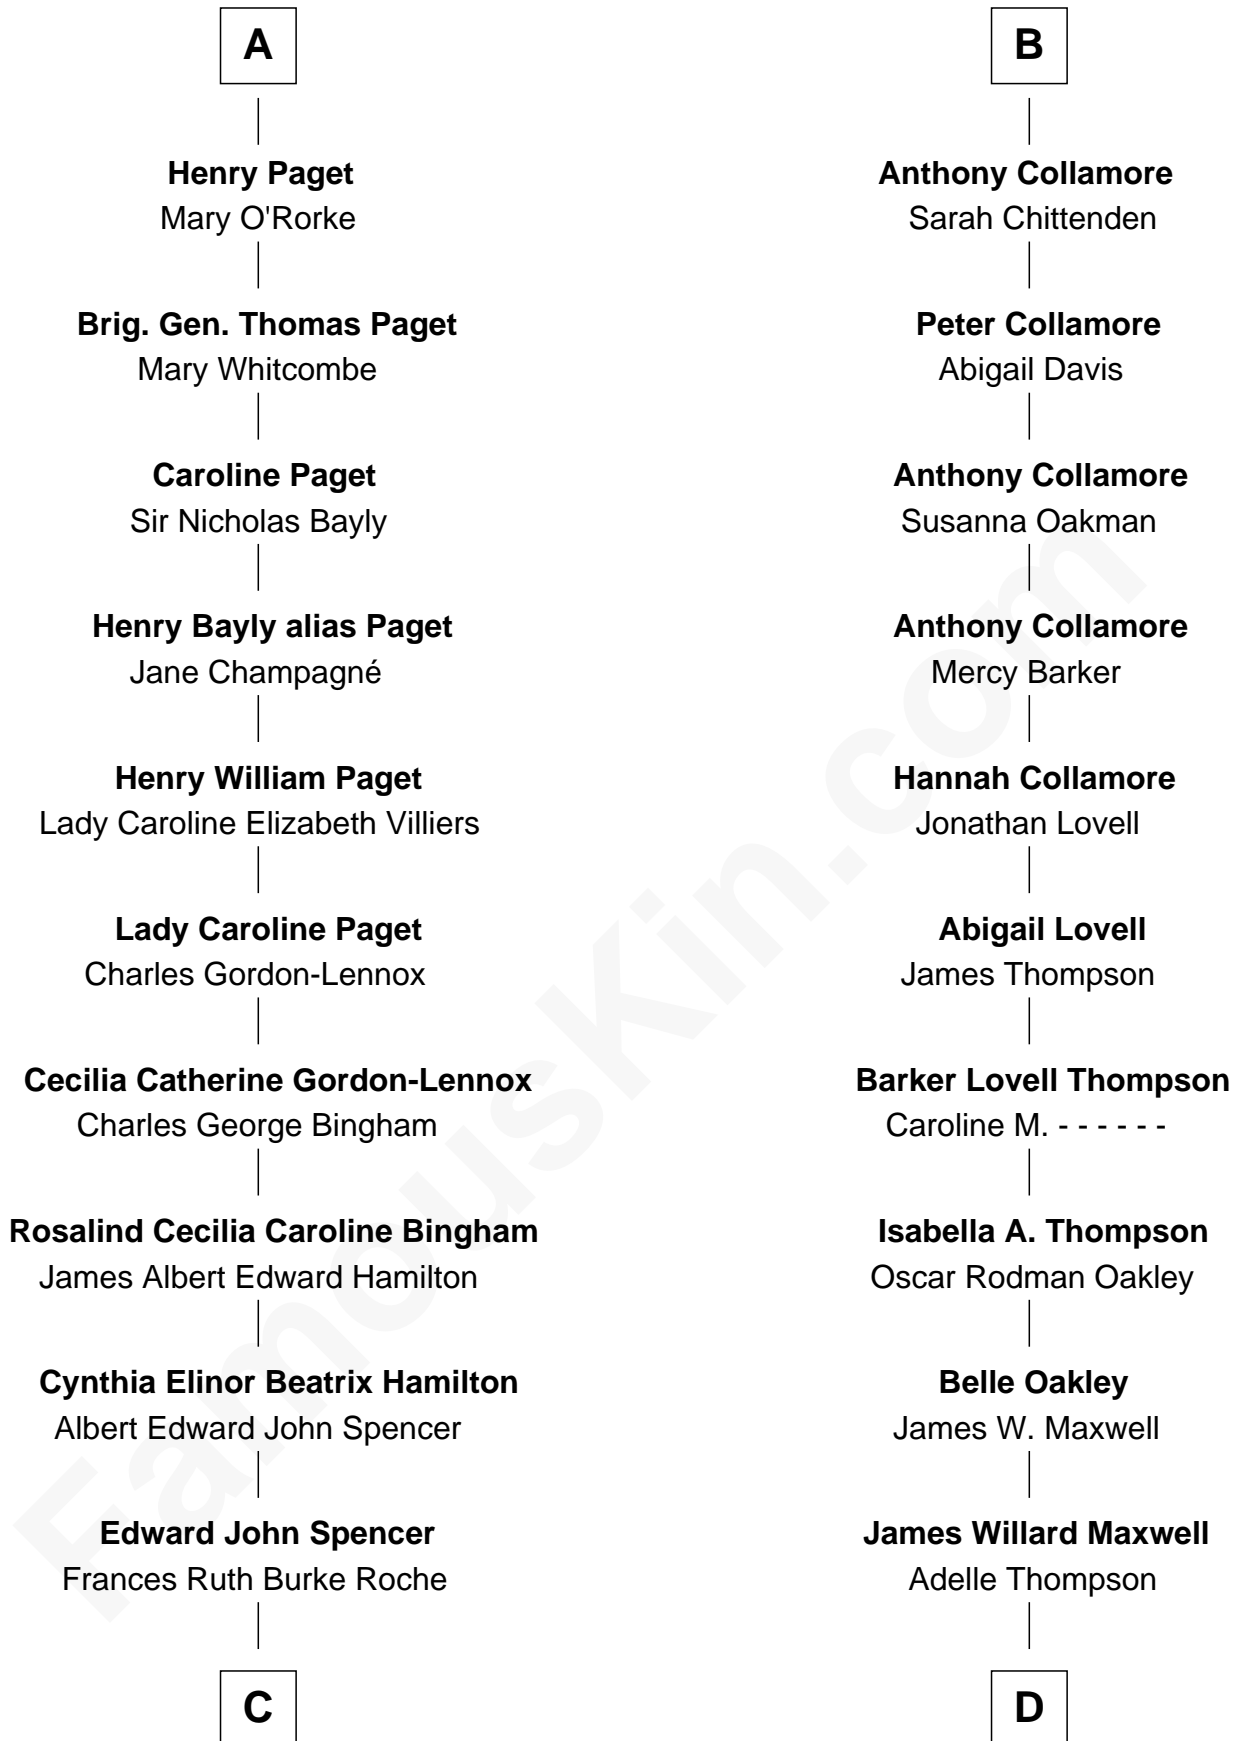 A
Henry Paget
Mary O'Rorke
Brig. Gen. Thomas Paget
Mary Whitcombe
Caroline Paget
Sir Nicholas Bayly
Henry Bayly alias Paget
Jane Champagné
Henry William Paget
Lady Caroline Elizabeth Villiers
Lady Caroline Paget
Charles Gordon-Lennox
Cecilia Catherine Gordon-Lennox
Charles George Bingham
Rosalind Cecilia Caroline Bingham
James Albert Edward Hamilton
Cynthia Elinor Beatrix Hamilton
Albert Edward John Spencer
Edward John Spencer
Frances Ruth Burke Roche
C
B
Anthony Collamore
Sarah Chittenden
Peter Collamore
Abigail Davis
Anthony Collamore
Susanna Oakman
Anthony Collamore
Mercy Barker
Hannah Collamore
Jonathan Lovell
Abigail Lovell
James Thompson
Barker Lovell Thompson
Caroline M. - - - - - -
Isabella A. Thompson
Oscar Rodman Oakley
Belle Oakley
James W. Maxwell
James Willard Maxwell
Adelle Thompson
D
FamousKin.com